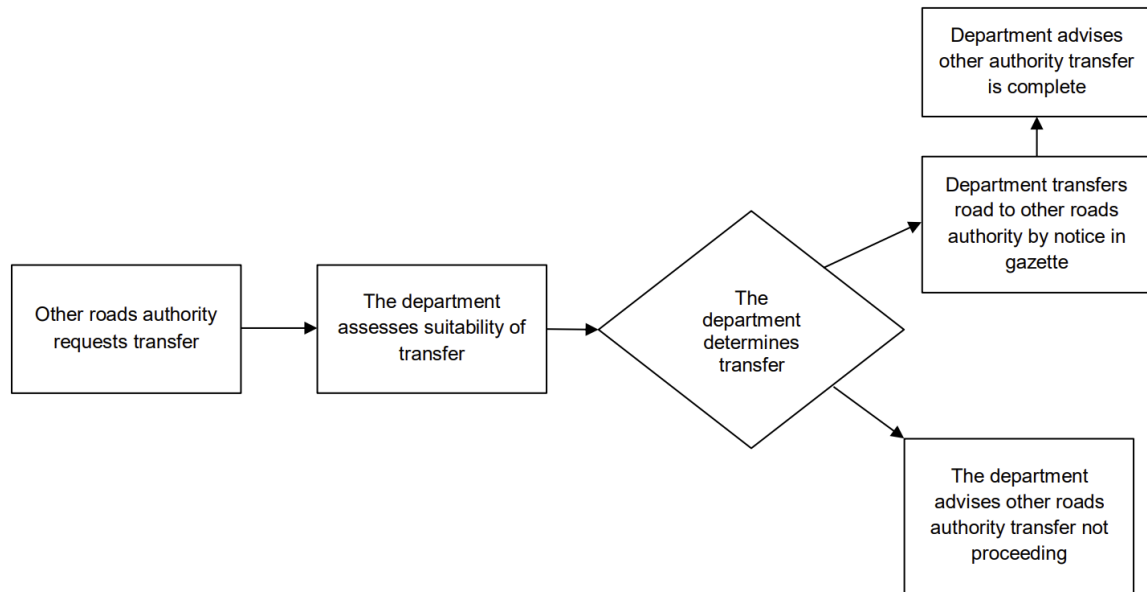 Other roads authority
requests transfer
The department
assesses suitability of
transfer
The
department
determines
transfer
Department advises
other authority transfer
is complete
Department transfers
road to other roads
authority by notice in
gazette
The department
advises other roads
authority transfer not
proceeding